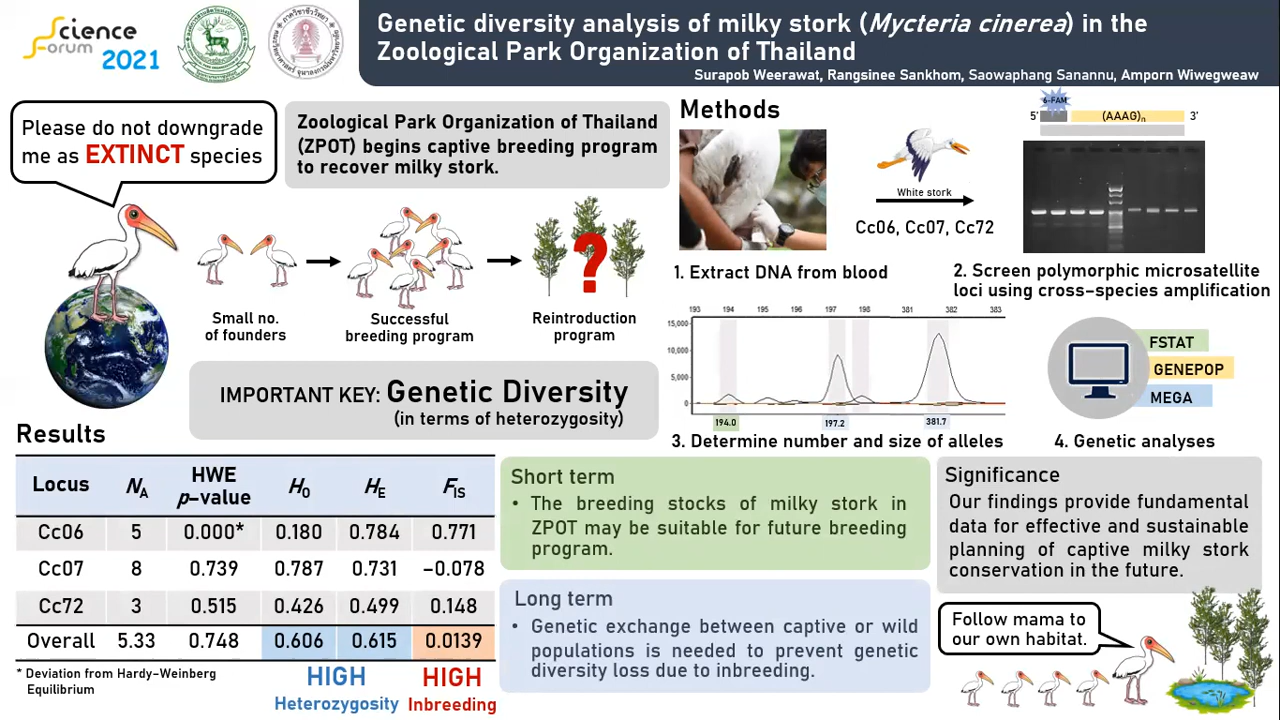 Science
Forum 2021
Genetic diversity analysis of milky stork (Mycteria cinerea) in the
Zoological Park Organization of Thailand
Surapob Weerawat, Rangsinee Sankhom, Saowaphang Sanannu, Amporn Wiwegweaw
Please do not downgrade
me as EXTINCT species
Zoological Park Organization of Thailand
(ZPOT) begins captive breeding program
to recover milky stork.
Small no.
of founders
Successful
breeding program
Reintroduction
program
?
IMPORTANT KEY: Genetic Diversity
(in terms of heterozygosity)
Methods
1. Extract DNA from blood
White stork
Cc06, Cc07, Cc72
6-FAM
5' (AAAG)n 3'
2. Screen polymorphic microsatellite
loci using cross-species amplification
193 194 195 197 198 381 382 383
15,000
10,000
5,000
0
194.0 197.2 381.7
3. Determine number and size of alleles
FSTAT
GENEPOP
MEGA
4. Genetic analyses
Results
Locus NA HWE p-value HO HE FIS
Cc06 5 0.000* 0.180 0.784 0.771
Cc07 8 0.739 0.787 0.731 -0.078
Cc72 3 0.515 0.426 0.499 0.148
Overall 5.33 0.748 0.606 0.615 0.0139
* Deviation from Hardy-Weinberg
Equilibrium
HIGH
Heterozygosity
HIGH
Inbreeding
Short term
• The breeding stocks of milky stork in
ZPOT may be suitable for future breeding
program.
Long term
• Genetic exchange between captive or wild
populations is needed to prevent genetic
diversity loss due to inbreeding.
Significance
Our findings provide fundamental
data for effective and sustainable
planning of captive milky stork
conservation in the future.
Follow mama to
our own habitat.